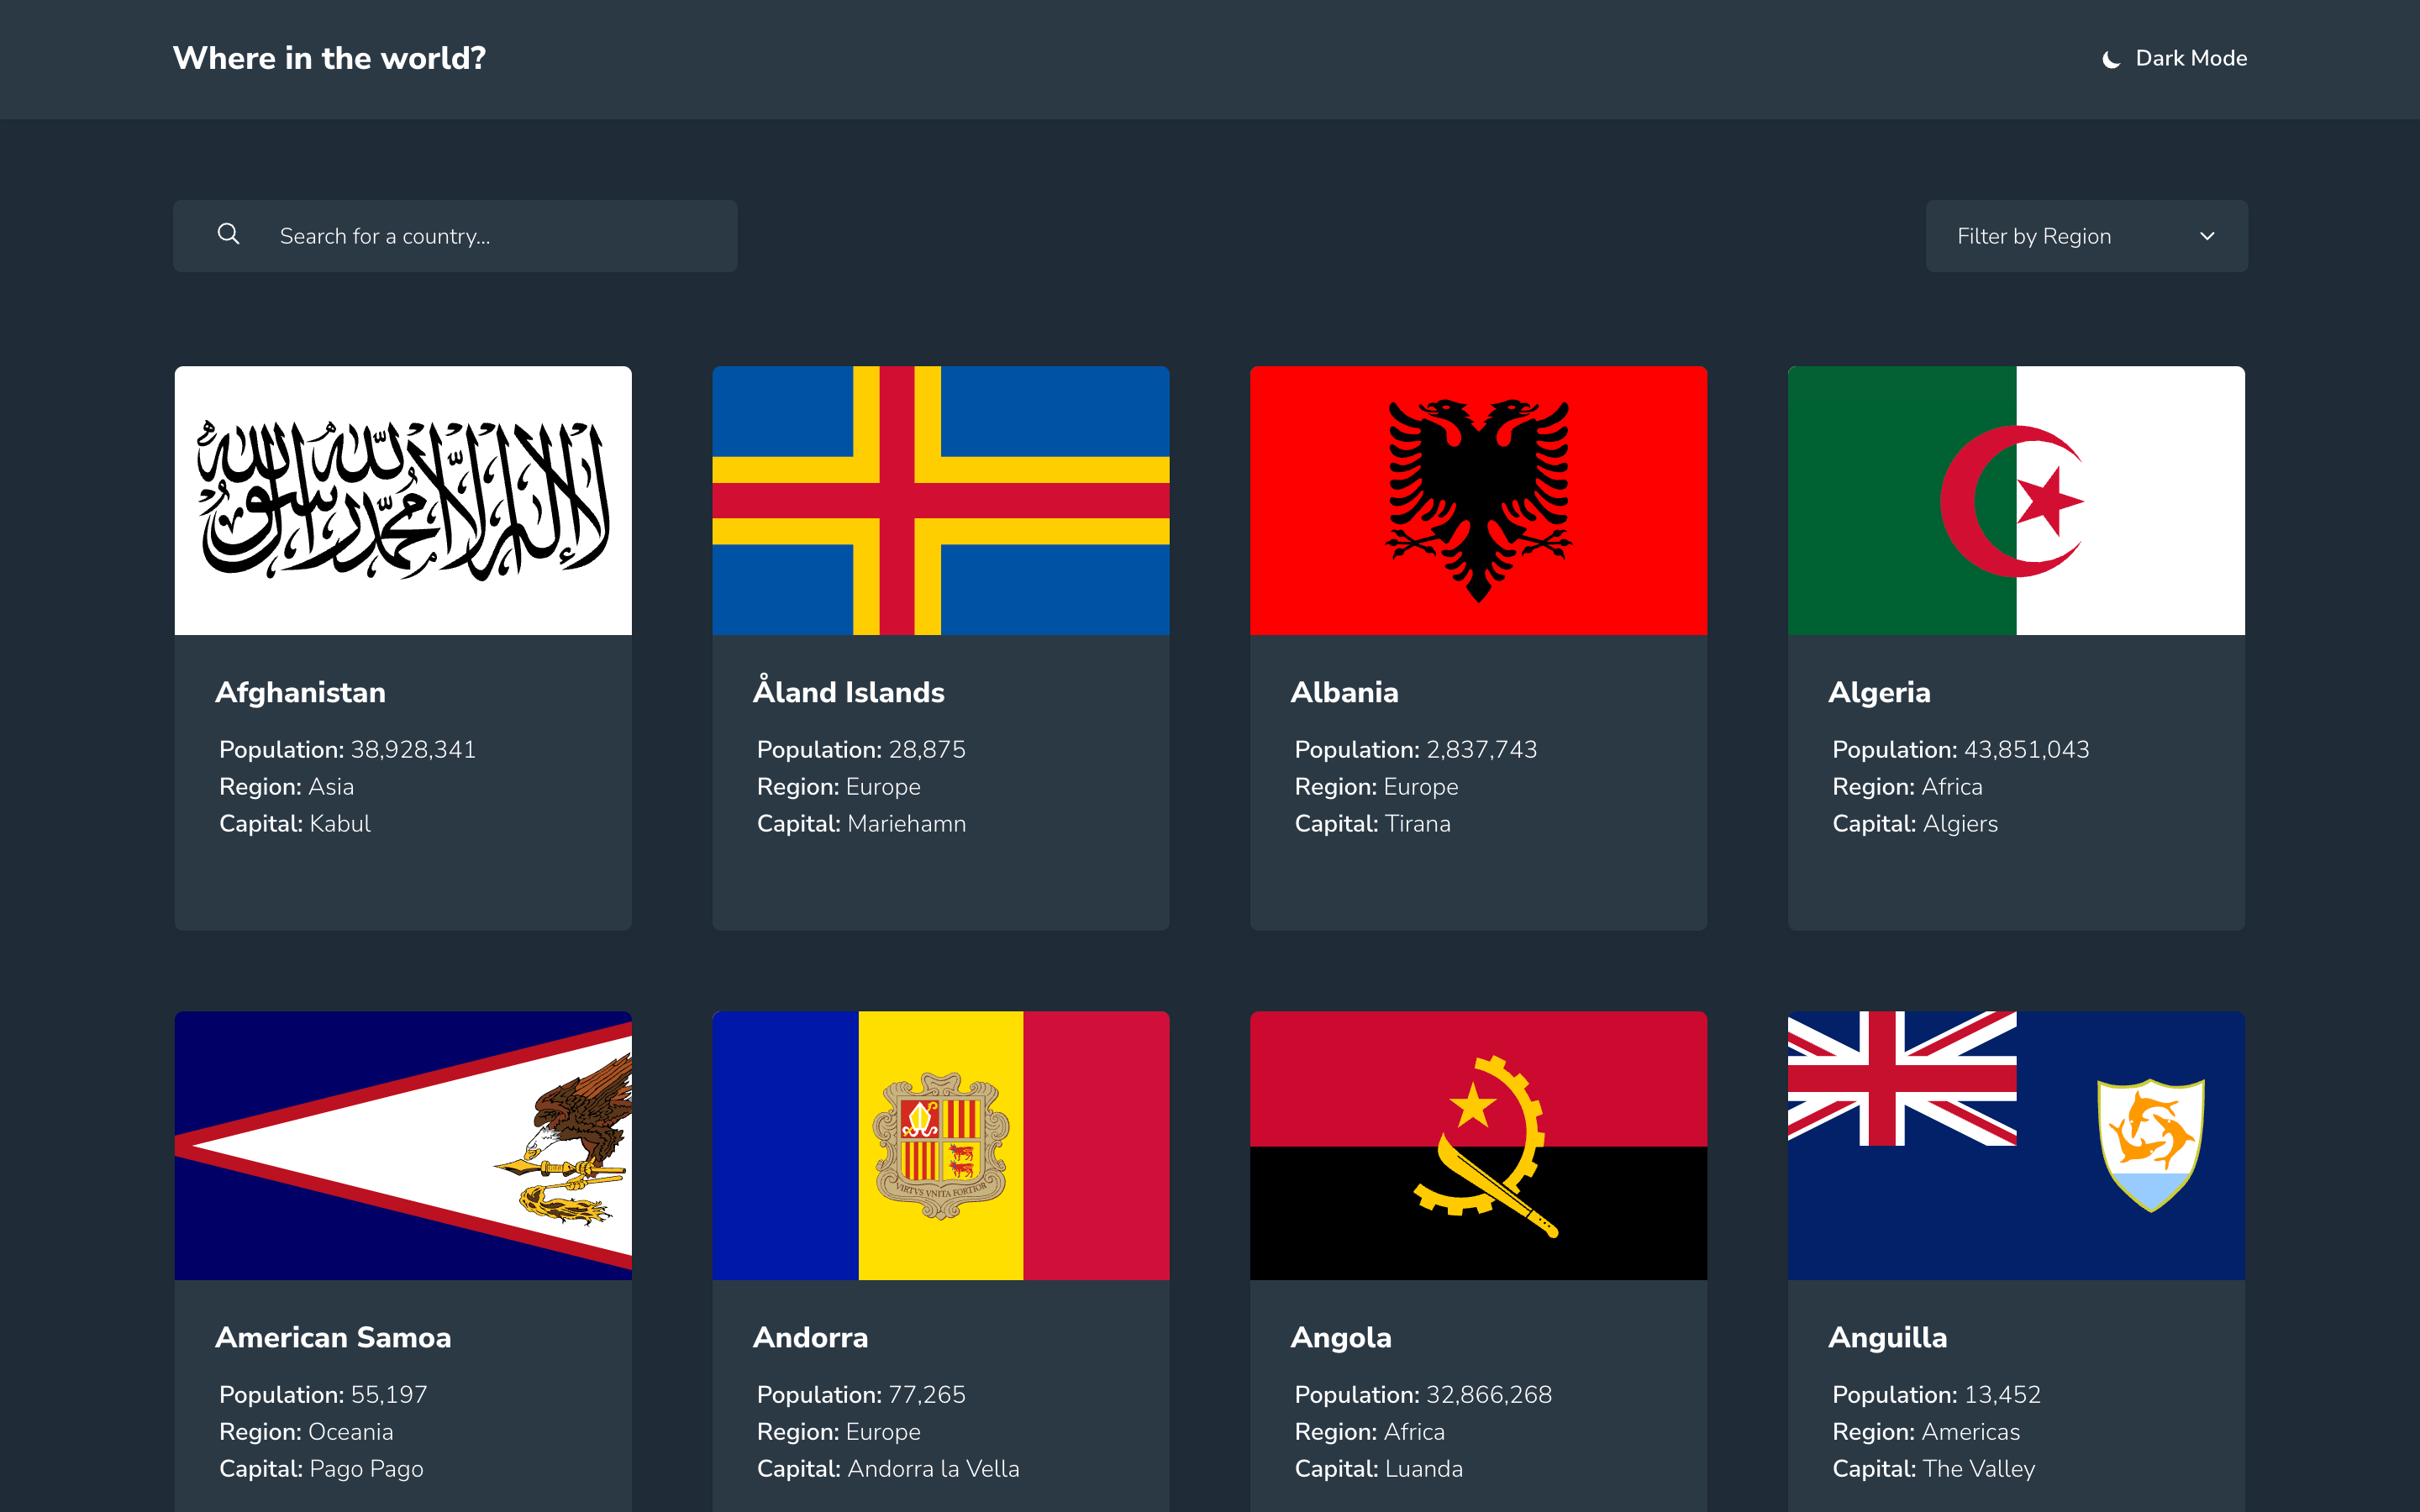 Where in the world?
Dark Mode
Search for a country...
Filter by Region
لا إله إلا الله محمد رسول الله
Afghanistan
Population: 38,928,341
Region: Asia
Capital: Kabul
Åland Islands
Population: 28,875
Region: Europe
Capital: Mariehamn
Albania
Population: 2,837,743
Region: Europe
Capital: Tirana
Algeria
Population: 43,851,043
Region: Africa
Capital: Algiers
VIRTVS VNITA FORTIOR
American Samoa
Population: 55,197
Region: Oceania
Capital: Pago Pago
Andorra
Population: 77,265
Region: Europe
Capital: Andorra la Vella
Angola
Population: 32,866,268
Region: Africa
Capital: Luanda
Anguilla
Population: 13,452
Region: Americas
Capital: The Valley